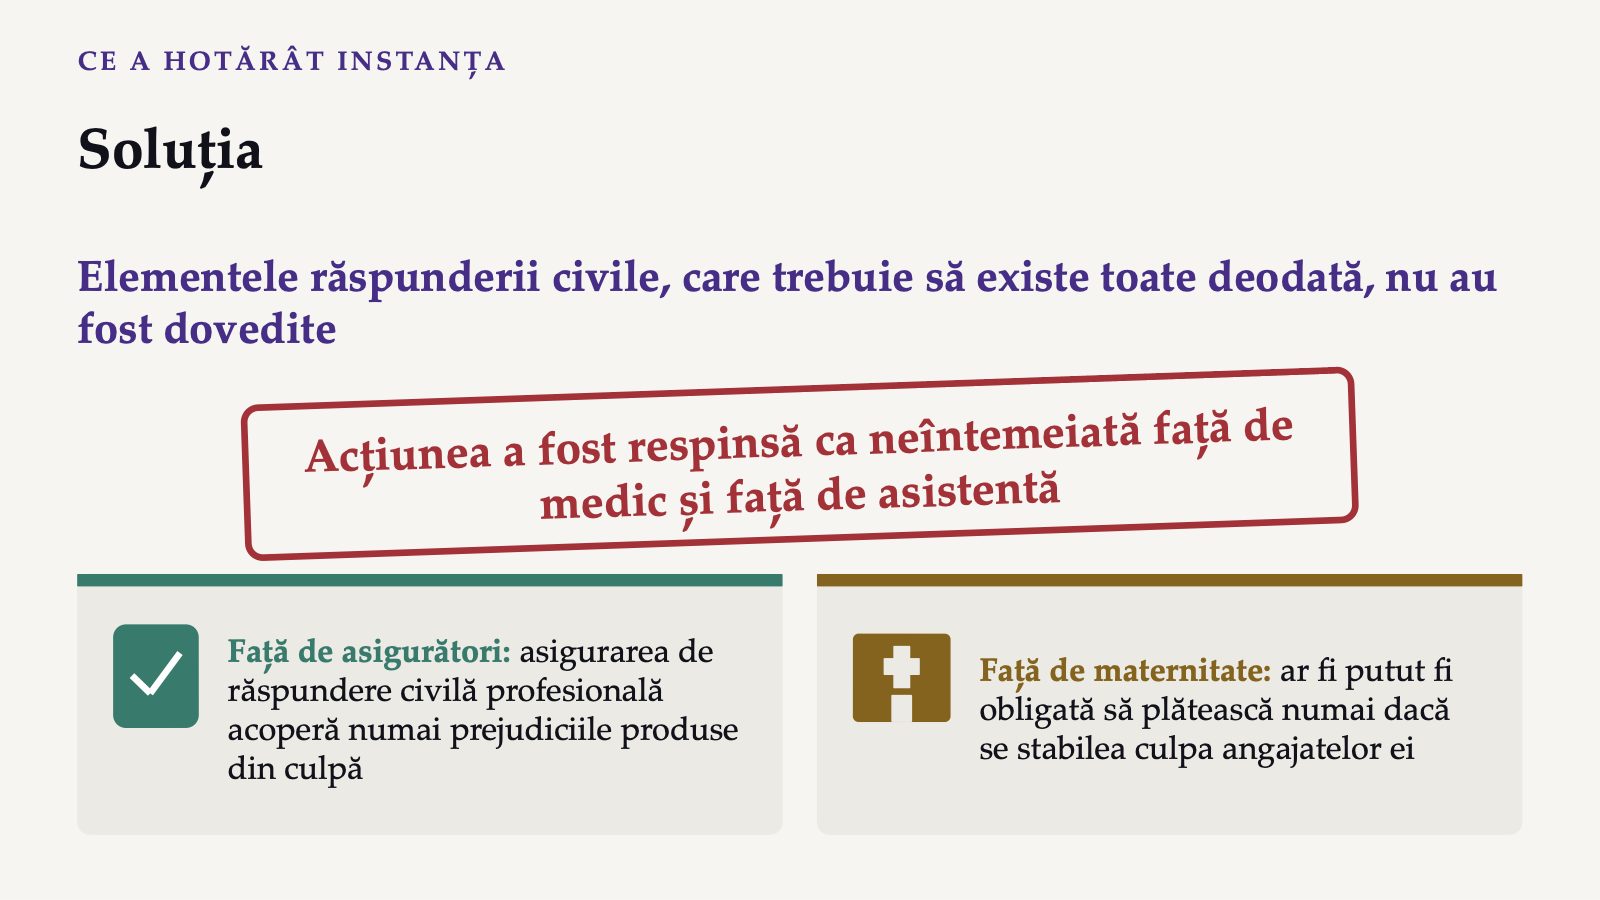 CE A HOTĂRÂT INSTANȚA
Soluția
Elementele răspunderii civile, care trebuie să existe toate deodată, nu au
fost dovedite
Acțiunea a fost respinsă ca neîntemeiată față de
medic și față de asistentă
Față de asigurători: asigurarea de
răspundere civilă profesională
acoperă numai prejudiciile produse
din culpă
Față de maternitate: ar fi putut fi
obligată să plătească numai dacă
se stabilea culpa angajatelor ei